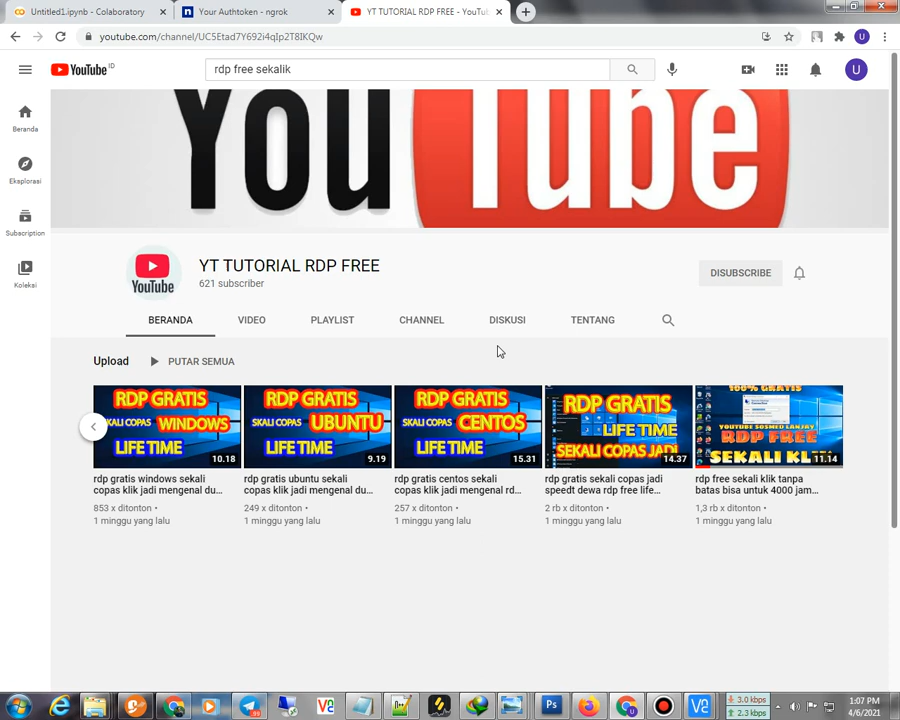 Untitled1.ipynb - Colaboratory
Your Authtoken - ngrok
YT TUTORIAL RDP FREE - YouTu
youtube.com/channel/UC5Etad7Y692i4qIp2T8IKQw
U
YouTube ID
rdp free sekalik
U
You Tube
Beranda
Eksplorasi
Subscription
Koleksi
YouTube
YT TUTORIAL RDP FREE
621 subscriber
DISUBSCRIBE
BERANDA VIDEO PLAYLIST CHANNEL DISKUSI TENTANG
Upload PUTAR SEMUA
RDP GRATIS
SKALI COPAS WINDOWS
LIFE TIME
10.18
RDP GRATIS
SKALI COPAS UBUNTU
LIFE TIME
9.19
RDP GRATIS
SKALI COPAS CENTOS
LIFE TIME
15.31
RDP GRATIS
LIFE TIME
SEKALI COPAS JADI
14.37
100% GRATIS
YOUTUBE SOSMED LANJAY
RDP FREE
SEKALI KLIK
11.14
rdp gratis windows sekali
copas klik jadi mengenal du...
853 x ditonton •
1 minggu yang lalu
rdp gratis ubuntu sekali
copas klik jadi mengenal du...
249 x ditonton •
1 minggu yang lalu
rdp gratis centos sekali
copas klik jadi mengenal rd...
257 x ditonton •
1 minggu yang lalu
rdp gratis sekali copas jadi
speedt dewa rdp free life...
2 rb x ditonton •
1 minggu yang lalu
rdp free sekali klik tanpa
batas bisa untuk 4000 jam...
1,3 rb x ditonton •
1 minggu yang lalu
Ps
3.0 kbps
2.3 kbps
1:07 PM
4/6/2021